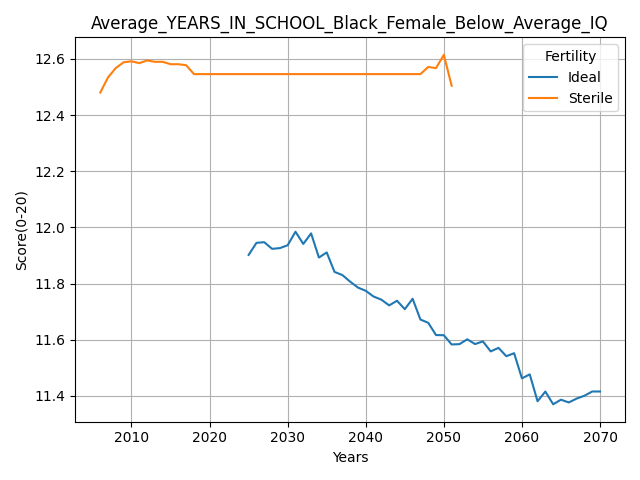 Average_YEARS_IN_SCHOOL_Black_Female_Below_Average_IQ
Fertility
Ideal
Sterile
Score(0-20)
12.6
12.4
12.2
12.0
11.8
11.6
11.4
2010 2020 2030 2040 2050 2060 2070
Years